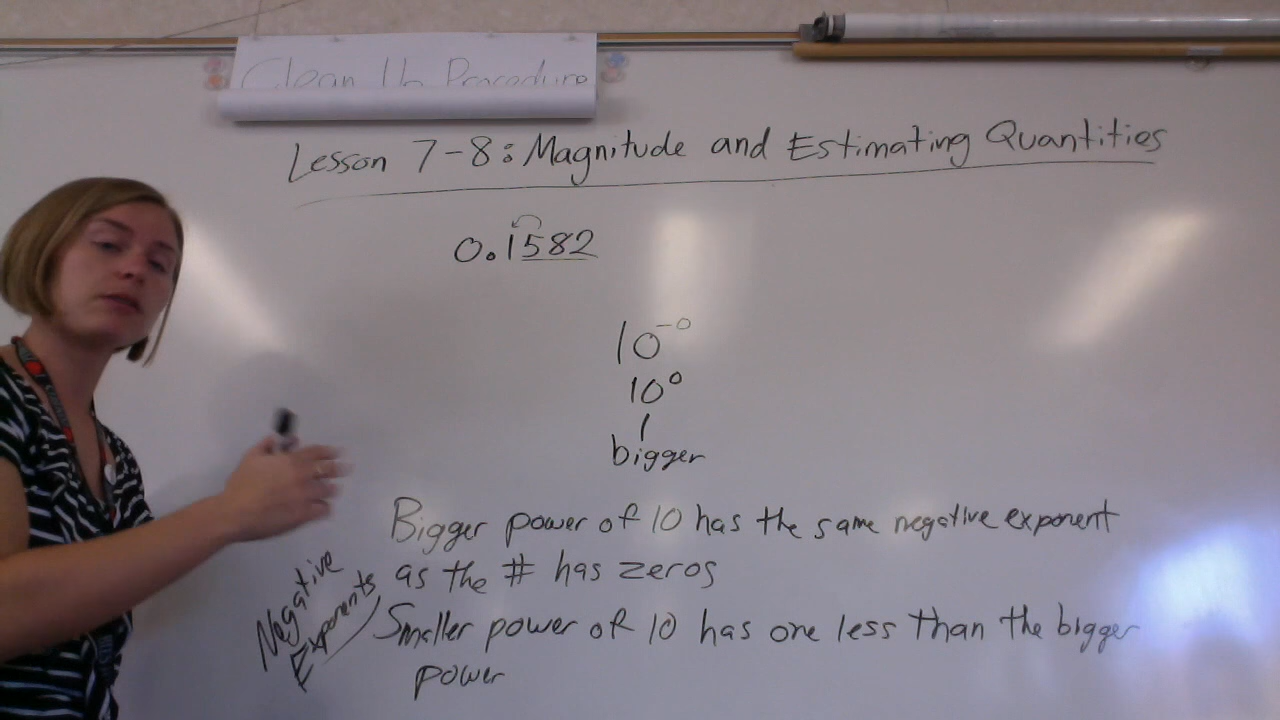 Clean Up Procedure
Lesson 7-8: Magnitude and Estimating Quantities
0.1582
10⁻⁰
10⁰
bigger
Bigger power of 10 has the same negative exponent
as the # has zeros
Negative
Exponents
Smaller power of 10 has one less than the bigger
power